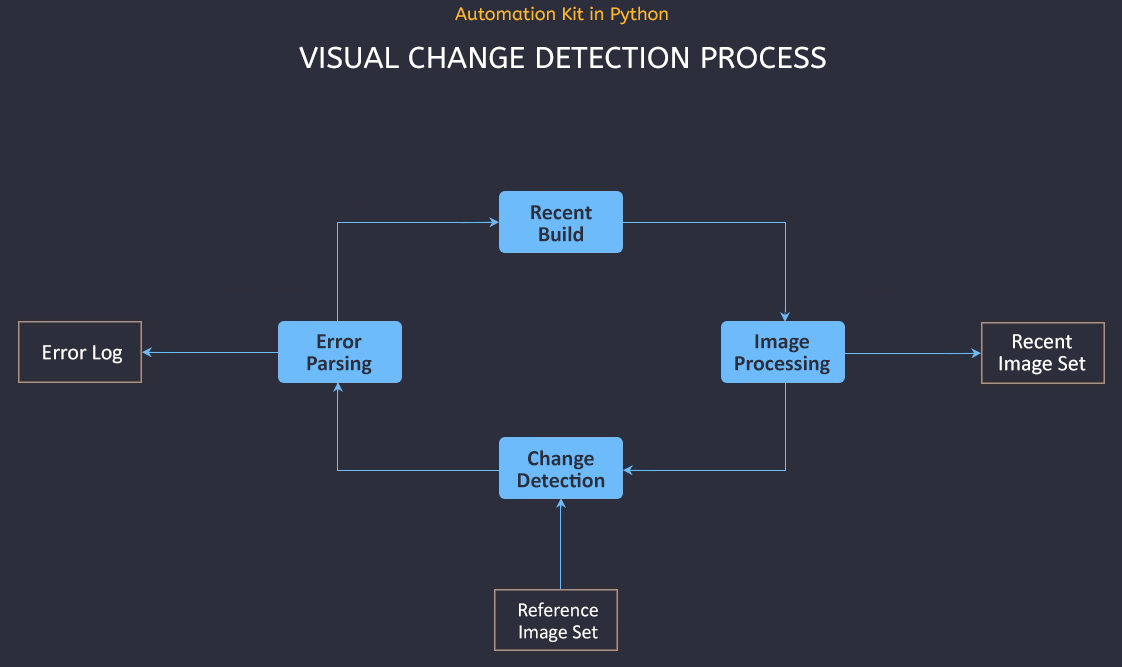 Automation Kit in Python
VISUAL CHANGE DETECTION PROCESS
Recent
Build
Error Log
Error
Parsing
Image
Processing
Recent
Image Set
Change
Detection
Reference
Image Set